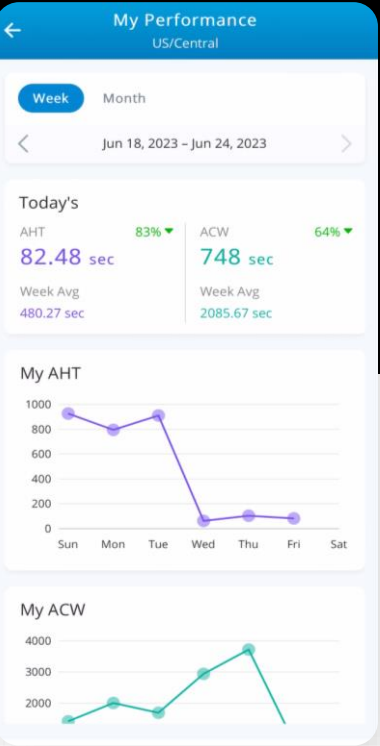 My Performance
US/Central
Week Month
Jun 18, 2023 – Jun 24, 2023
Today's
AHT 83% ACW 64%
82.48 sec 748 sec
Week Avg Week Avg
480.27 sec 2085.67 sec
My AHT
1000
800
600
400
200
0
Sun Mon Tue Wed Thu Fri Sat
My ACW
4000
3000
2000